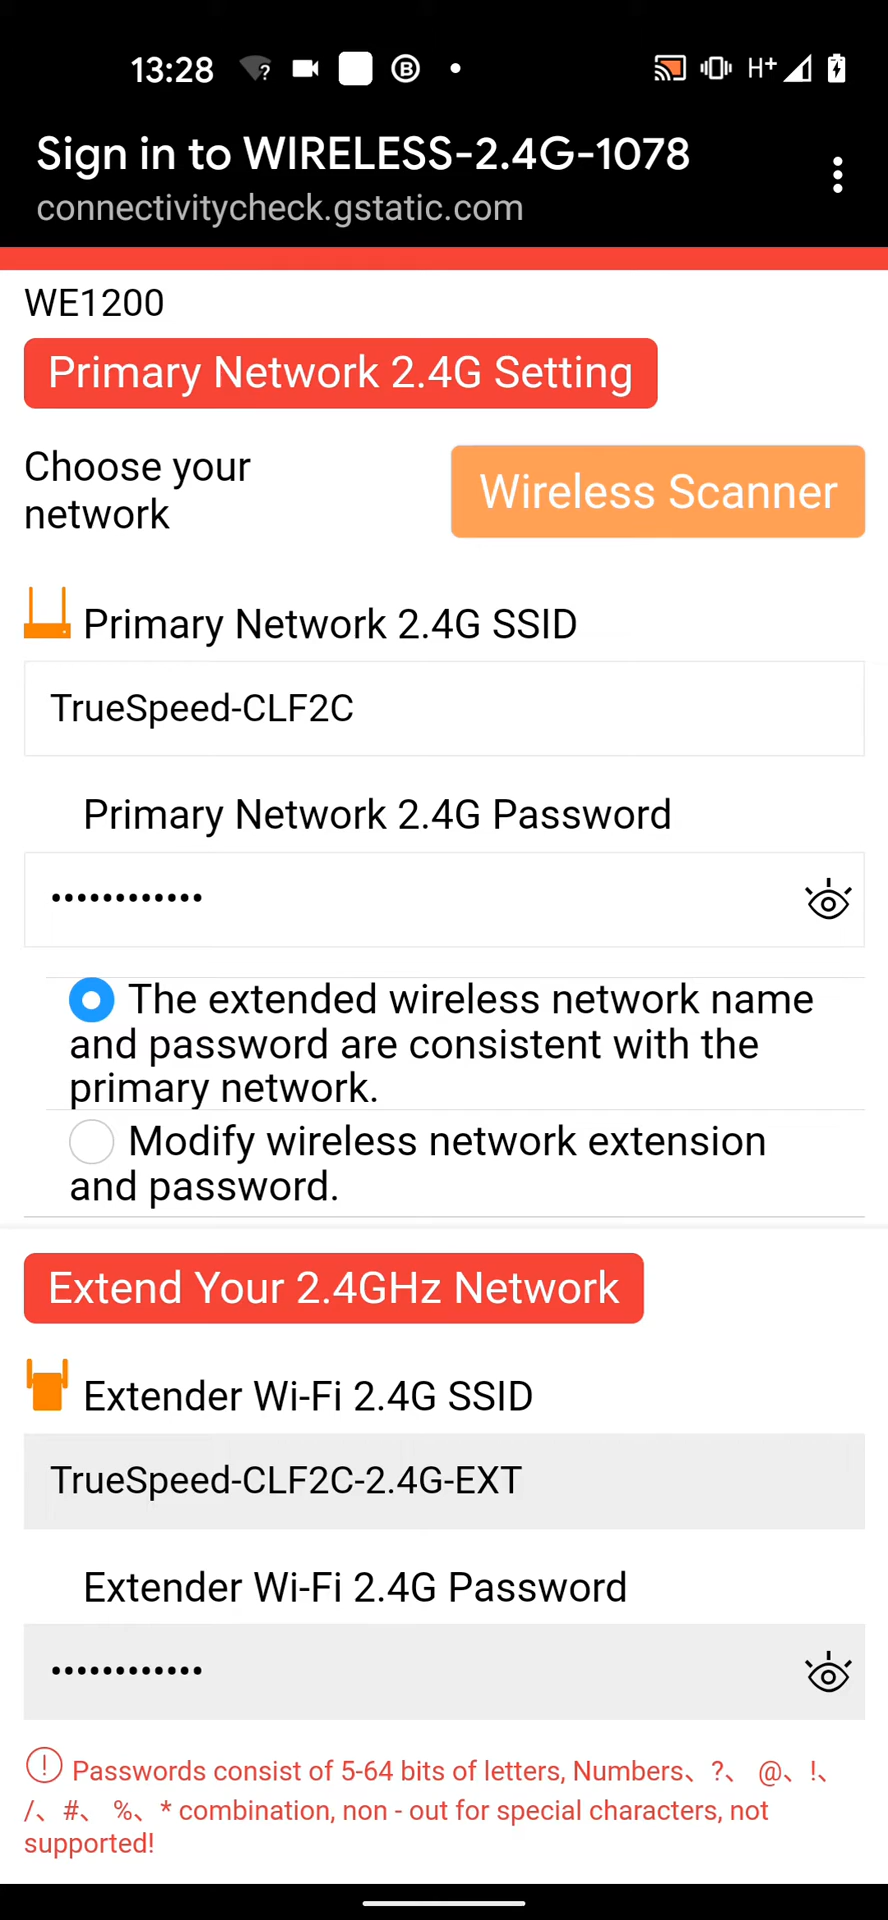 13:28
H+
Sign in to WIRELESS-2.4G-1078
connectivitycheck.gstatic.com
WE1200
Primary Network 2.4G Setting
Choose your
network
Wireless Scanner
Primary Network 2.4G SSID
TrueSpeed-CLF2C
Primary Network 2.4G Password
••••••••••••
The extended wireless network name
and password are consistent with the
primary network.
Modify wireless network extension
and password.
Extend Your 2.4GHz Network
Extender Wi-Fi 2.4G SSID
TrueSpeed-CLF2C-2.4G-EXT
Extender Wi-Fi 2.4G Password
••••••••••••
Passwords consist of 5-64 bits of letters, Numbers、?、 @、!、
/、#、 %、* combination, non - out for special characters, not
supported!